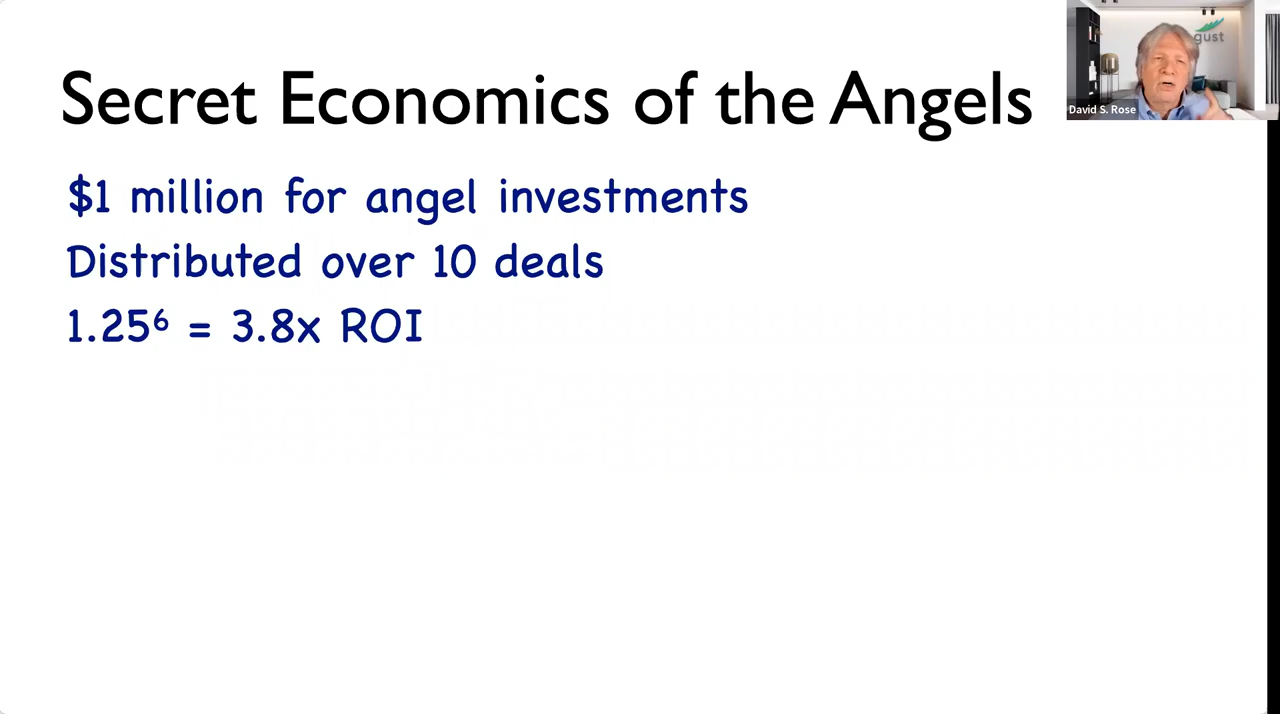 Secret Economics of the Angels
$1 million for angel investments
Distributed over 10 deals
1.25⁶ = 3.8x ROI
gust
David S. Rose